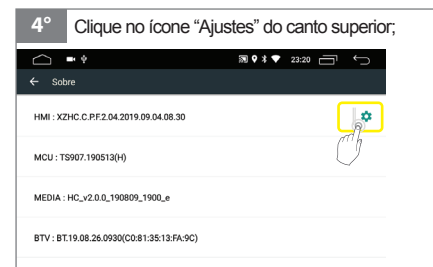 4° Clique no ícone “Ajustes” do canto superior;
23:20
Sobre
HMI : XZHC.C.P.F.2.04.2019.09.04.08.30
MCU : TS907.190513(H)
MEDIA : HC_v2.0.0_190809_1900_e
BTV : BT.19.08.26.0930(C0:81:35:13:FA:9C)